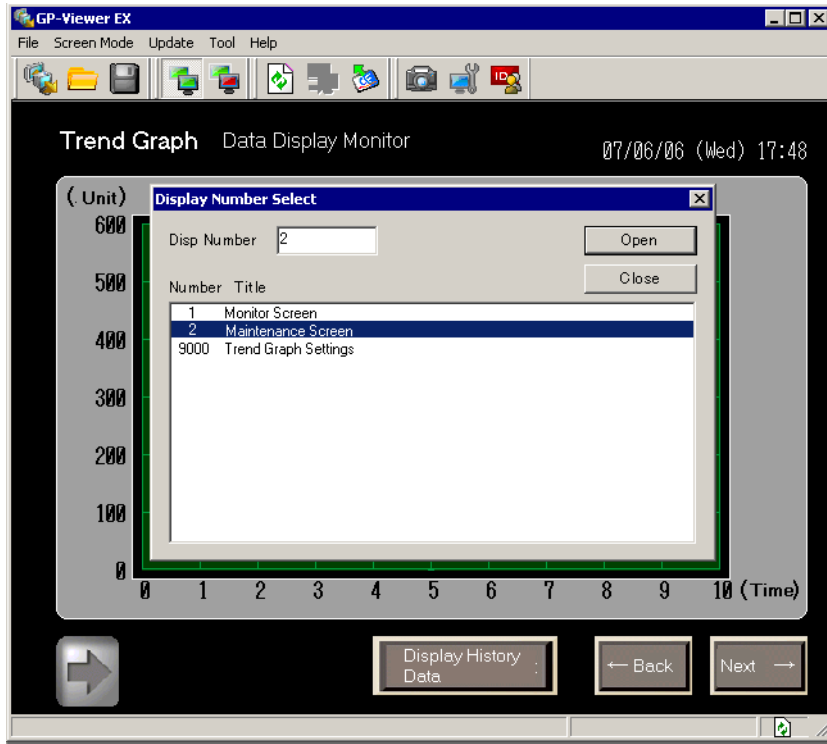 GP-Viewer EX
File Screen Mode Update Tool Help
ID
Trend Graph Data Display Monitor
07/06/06 (Wed) 17:48
(. Unit)
Display Number Select
Disp Number 2
Open
Close
Number Title
1 Monitor Screen
2 Maintenance Screen
9000 Trend Graph Settings
600
500
400
300
200
100
0
0 1 2 3 4 5 6 7 8 9 10 (Time)
Display History :
Data
← Back
Next →